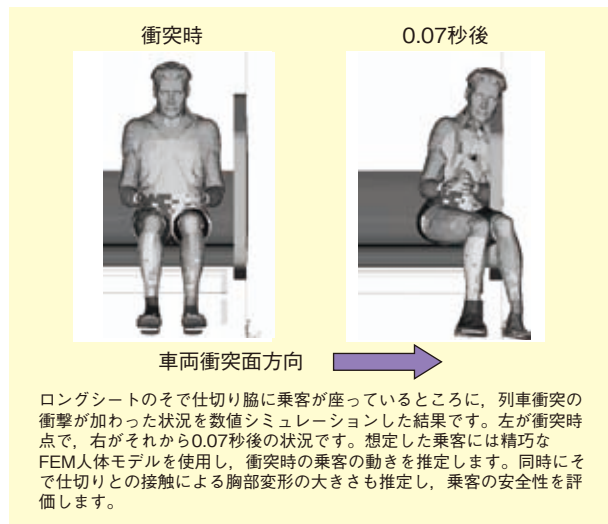 衝突時
0.07秒後
車両衝突面方向
ロングシートのそで仕切り脇に乗客が座っているところに，列車衝突の
衝撃が加わった状況を数値シミュレーションした結果です。左が衝突時
点で，右がそれから0.07秒後の状況です。想定した乗客には精巧な
FEM人体モデルを使用し，衝突時の乗客の動きを推定します。同時にそ
で仕切りとの接触による胸部変形の大きさも推定し，乗客の安全性を評
価します。